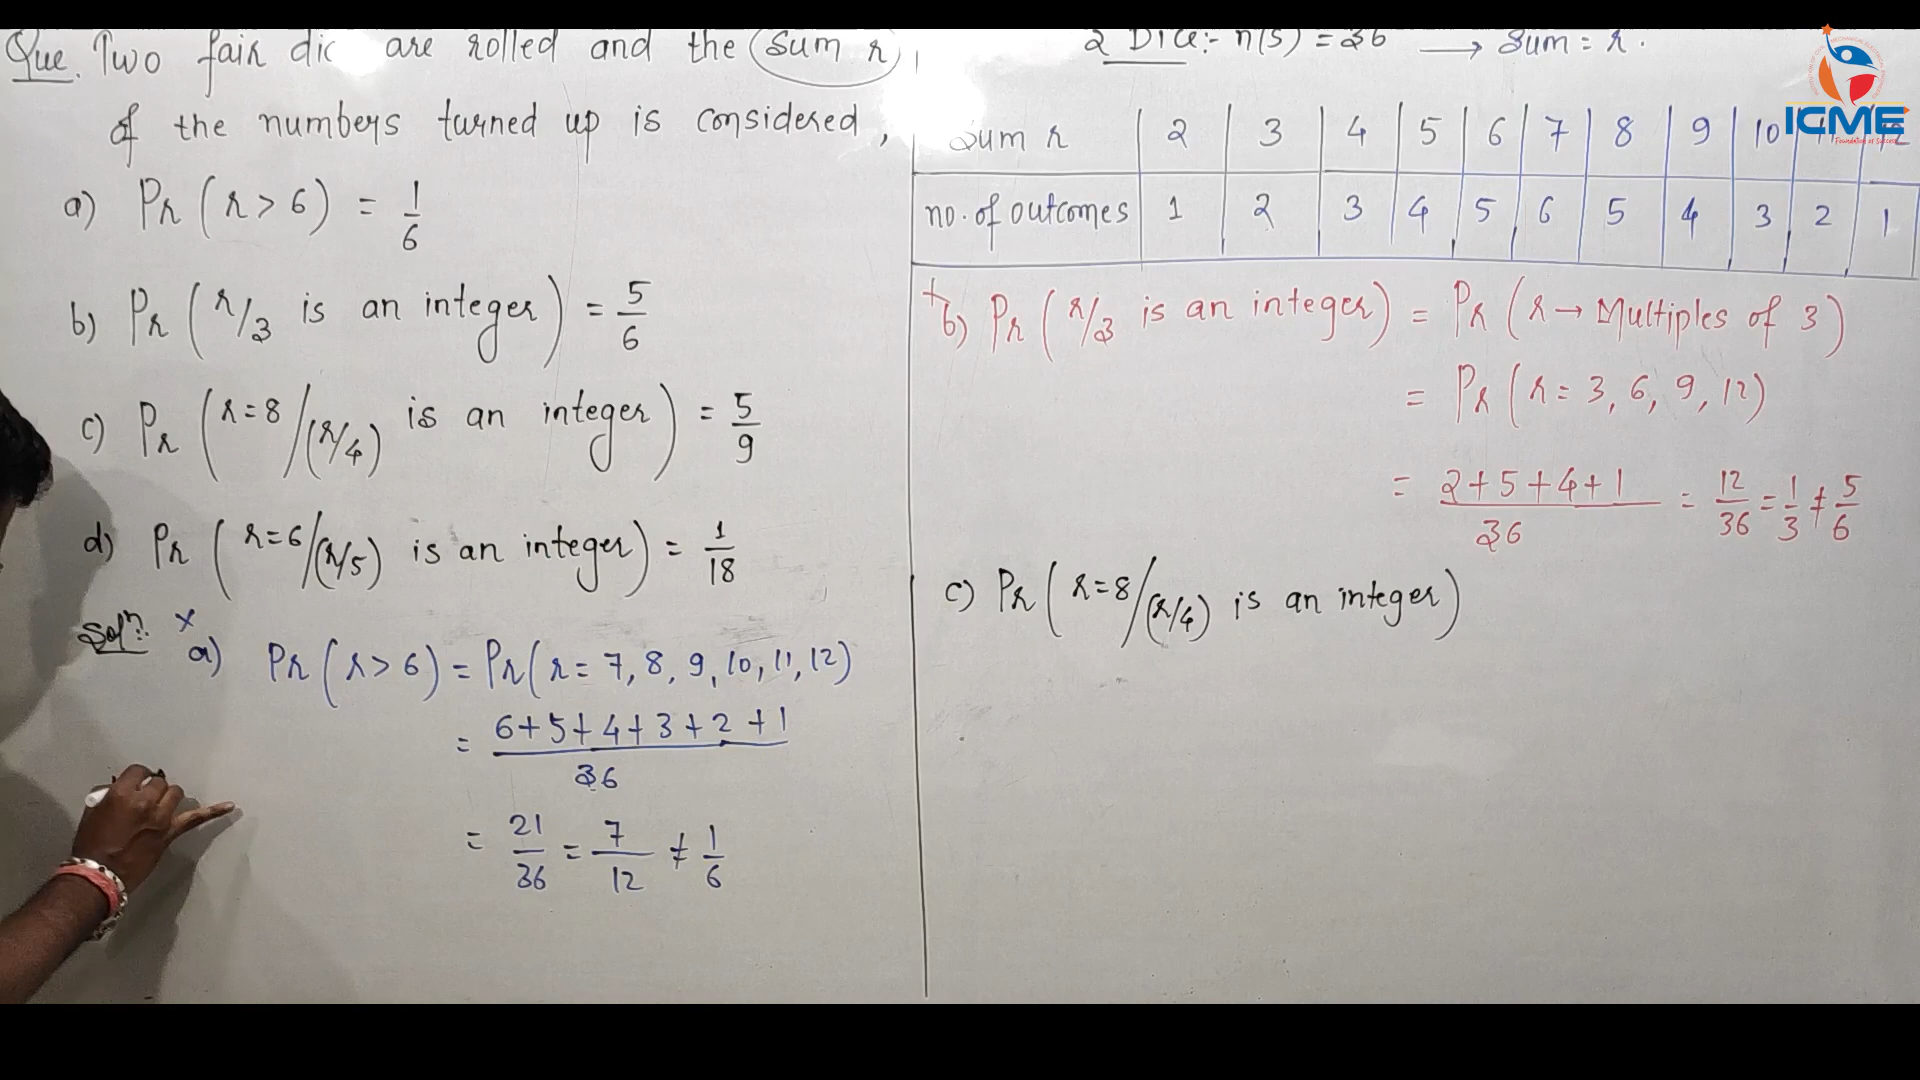 Que. Two fair dic are rolled and the sum r
of the numbers turned up is considered,
a) Pr (r > 6) = 1/6
b) Pr (r/3 is an integer) = 5/6
c) Pr (r=8/(r/4) is an integer) = 5/9
d) Pr (r=6/(r/5) is an integer) = 1/18
Soln. x
a) Pr (r > 6) = Pr (r = 7, 8, 9, 10, 11, 12)
= 6+5+4+3+2+1/36
= 21/36 = 7/12 ≠ 1/6
2 Dice:- n(s) = 36 → Sum = r.
Sum r 2 3 4 5 6 7 8 9 10 11 12
no. of outcomes 1 2 3 4 5 6 5 4 3 2 1
x b) Pr (r/3 is an integer) = Pr (r → Multiples of 3)
= Pr (r = 3, 6, 9, 12)
= 2+5+4+1/36 = 12/36 = 1/3 ≠ 5/6
c) Pr (r=8/(r/4) is an integer)
ICME
Foundation of Success